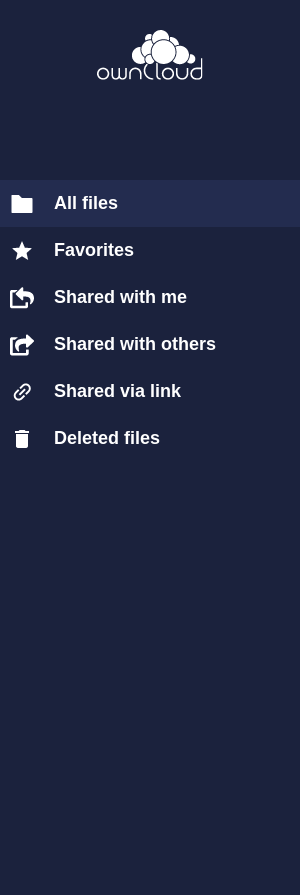 ownCloud
All files
Favorites
Shared with me
Shared with others
Shared via link
Deleted files